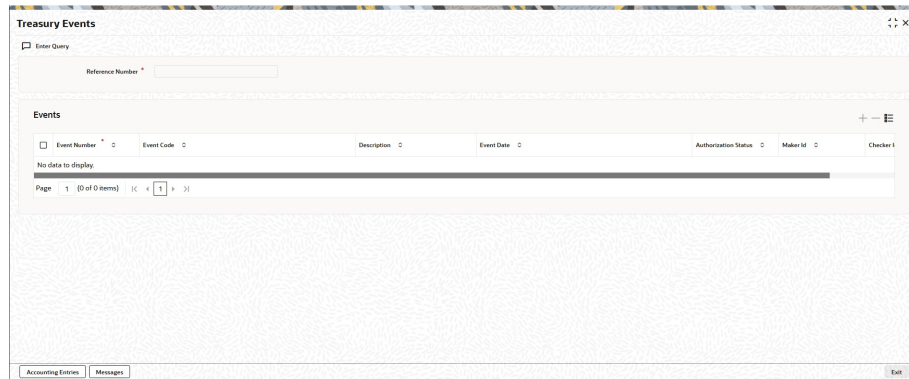 Treasury Events
Enter Query
Reference Number *
Events
Event Number * Event Code Description Event Date Authorization Status Maker Id Checker
No data to display.
Page 1 (0 of 0 items) 1
Accounting Entries Messages Exit